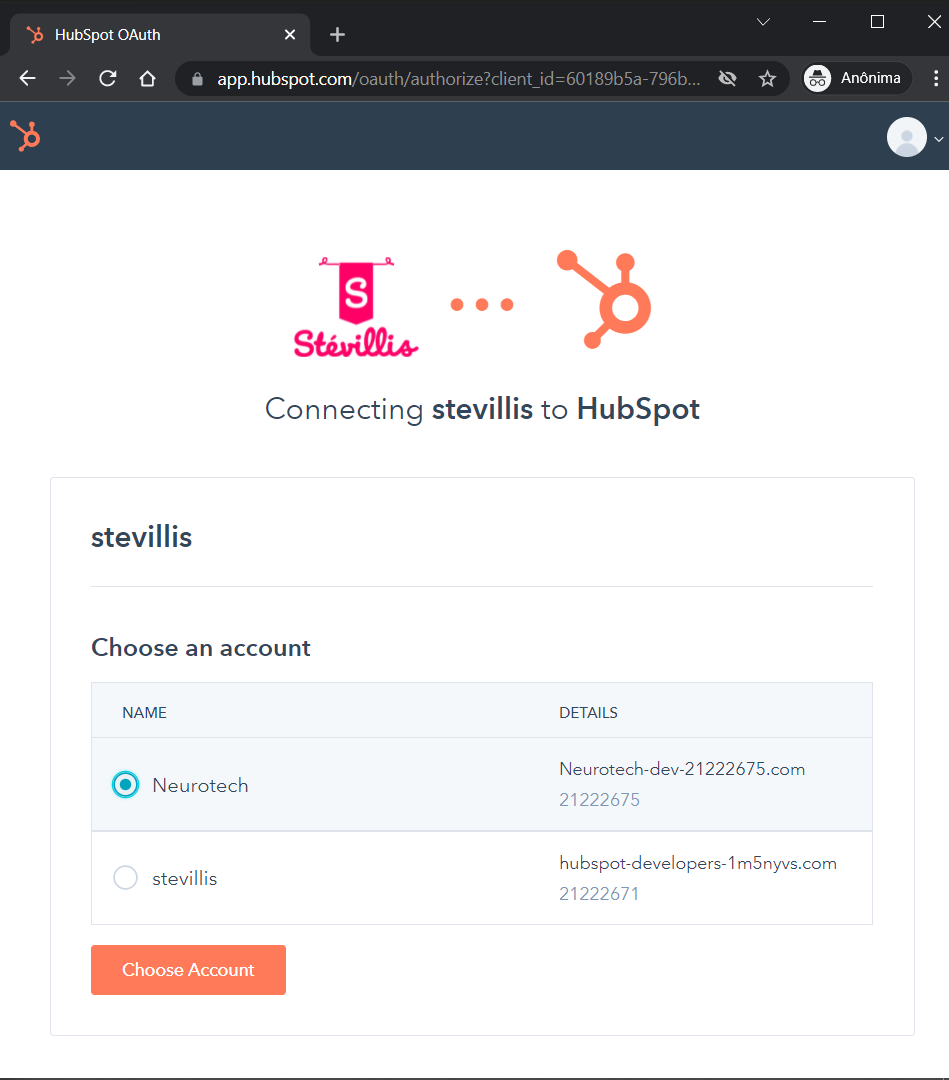 HubSpot OAuth
app.hubspot.com/oauth/authorize?client_id=60189b5a-796b...
Anônima
S
Stévillis
Connecting stevillis to HubSpot
stevillis
Choose an account
NAME DETAILS
Neurotech-dev-21222675.com
Neurotech
21222675
hubspot-developers-1m5nyvs.com
stevillis
21222671
Choose Account